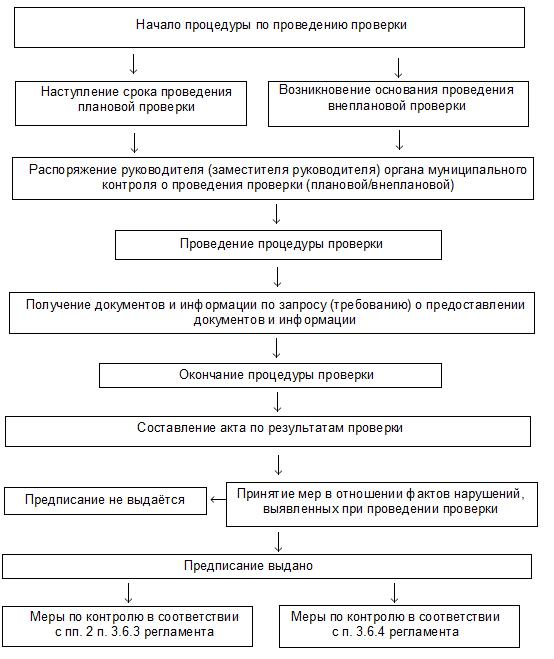 Начало процедуры по проведению проверки
Наступление срока проведения
плановой проверки
Возникновение основания проведения
внеплановой проверки
Распоряжение руководителя (заместителя руководителя) органа муниципального
контроля о проведения проверки (плановой/внеплановой)
Проведение процедуры проверки
Получение документов и информации по запросу (требованию) о предоставлении
документов и информации
Окончание процедуры проверки
Составление акта по результатам проверки
Предписание не выдаётся
Принятие мер в отношении фактов нарушений,
выявленных при проведении проверки
Предписание выдано
Меры по контролю в соответствии
с пп. 2 п. 3.6.3 регламента
Меры по контролю в соответствии
с п. 3.6.4 регламента